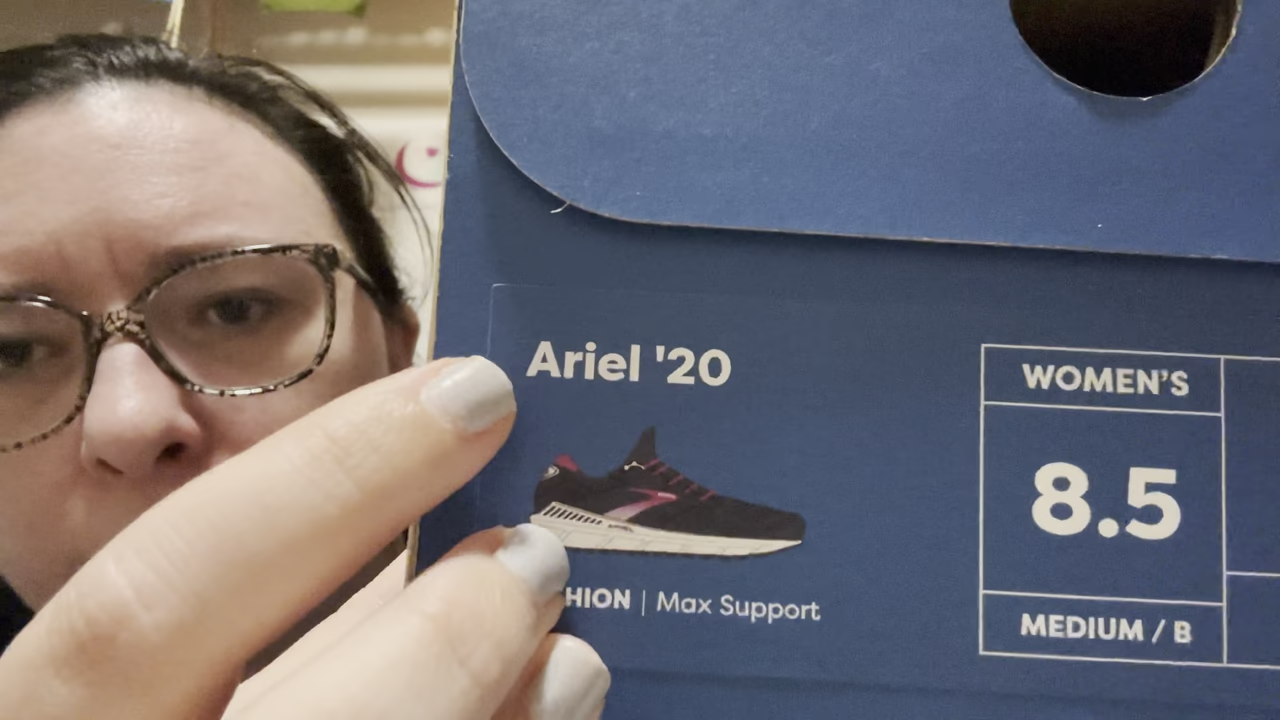 Ariel '20
HION | Max Support
WOMEN'S
8.5
MEDIUM / B